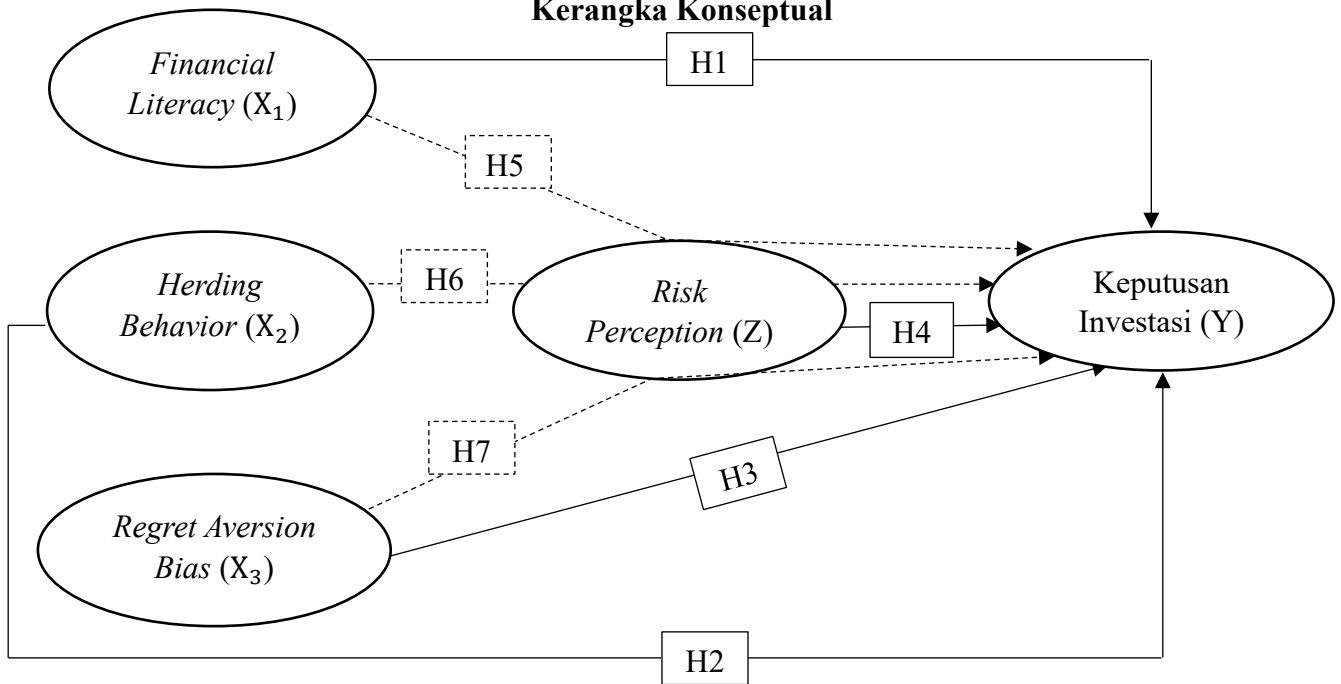 Kerangka Konseptual
H1
Financial
Literacy (X₁)
H5
Herding
Behavior (X₂)
H6
Risk
Perception (Z)
H4
Keputusan
Investasi (Y)
H7
H3
Regret Aversion
Bias (X₃)
H2